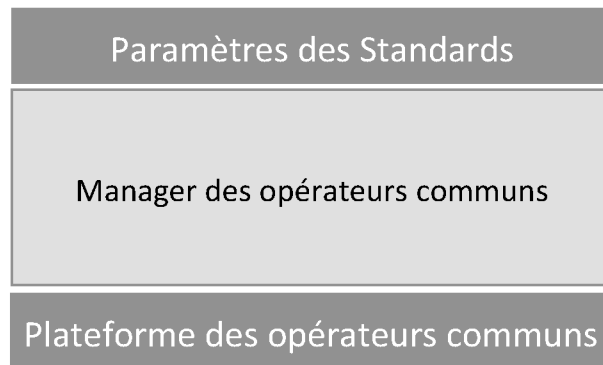 Paramètres des Standards
Manager des opérateurs communs
Plateforme des opérateurs communs